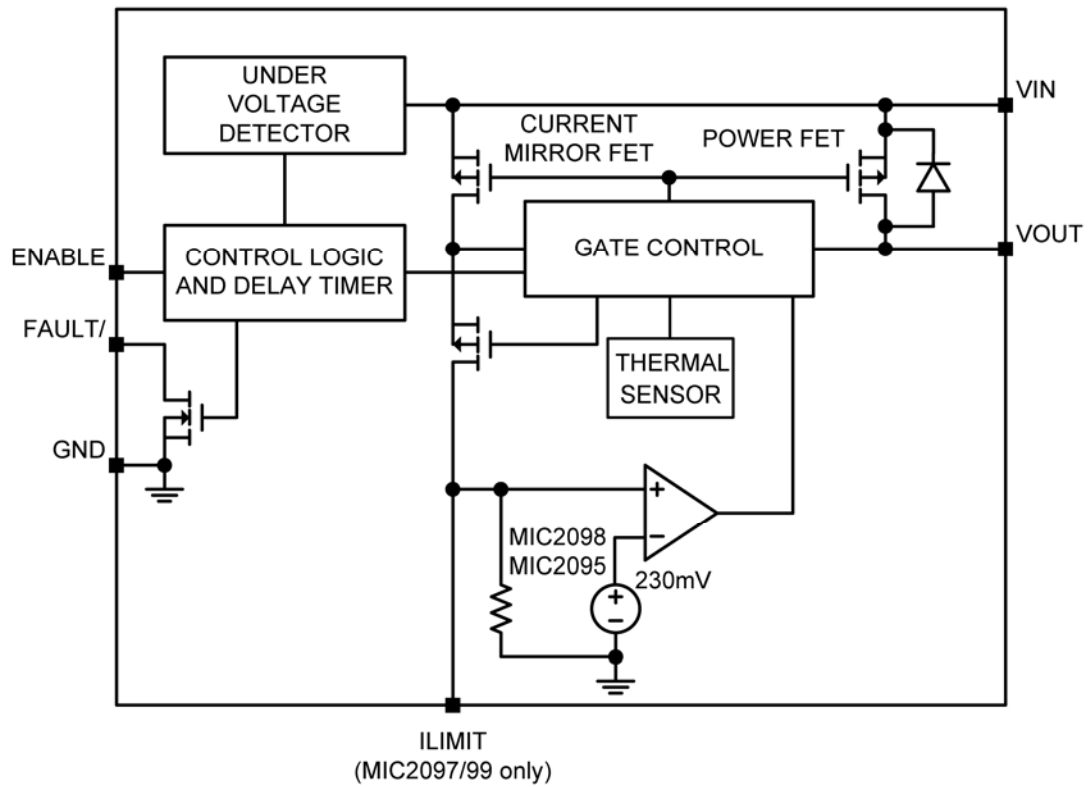 UNDER
VOLTAGE
DETECTOR
VIN
CURRENT
MIRROR FET
POWER FET
ENABLE
CONTROL LOGIC
AND DELAY TIMER
GATE CONTROL
VOUT
FAULT/
THERMAL
SENSOR
GND
+
−
MIC2098
MIC2095
230mV
+
−
ILIMIT
(MIC2097/99 only)